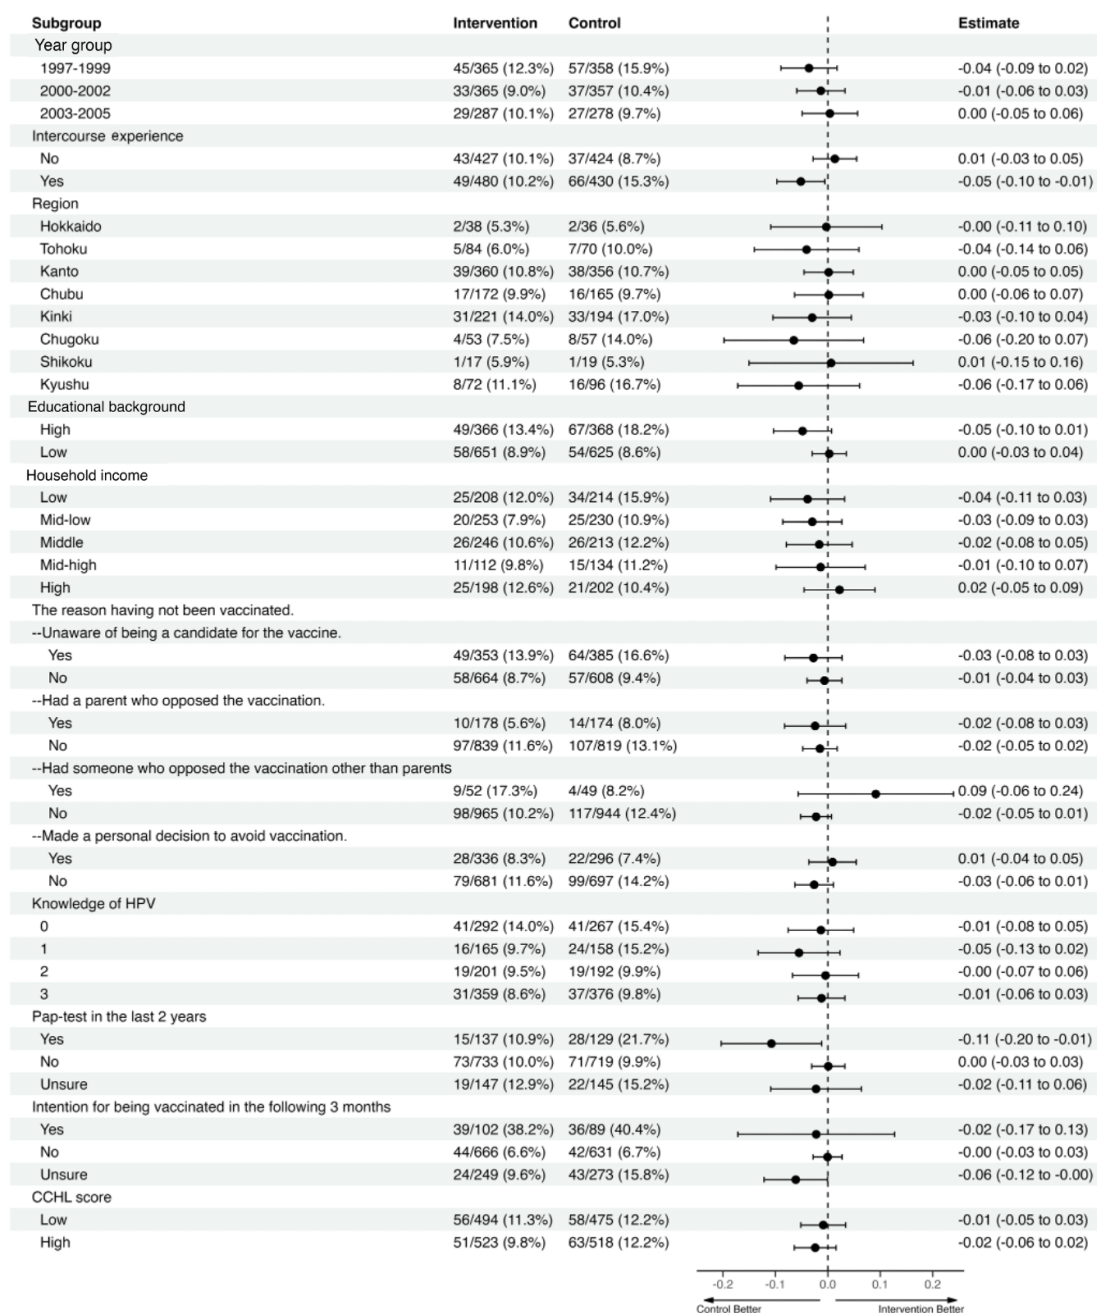 Subgroup Intervention Control Estimate
Year group
1997-1999 45/365 (12.3%) 57/358 (15.9%) -0.04 (-0.09 to 0.02)
2000-2002 33/365 (9.0%) 37/357 (10.4%) -0.01 (-0.06 to 0.03)
2003-2005 29/287 (10.1%) 27/278 (9.7%) 0.00 (-0.05 to 0.06)
Intercourse experience
No 43/427 (10.1%) 37/424 (8.7%) 0.01 (-0.03 to 0.05)
Yes 49/480 (10.2%) 66/430 (15.3%) -0.05 (-0.10 to -0.01)
Region
Hokkaido 2/38 (5.3%) 2/36 (5.6%) -0.00 (-0.11 to 0.10)
Tohoku 5/84 (6.0%) 7/70 (10.0%) -0.04 (-0.14 to 0.06)
Kanto 39/360 (10.8%) 38/356 (10.7%) 0.00 (-0.05 to 0.05)
Chubu 17/172 (9.9%) 16/165 (9.7%) 0.00 (-0.06 to 0.07)
Kinki 31/221 (14.0%) 33/194 (17.0%) -0.03 (-0.10 to 0.04)
Chugoku 4/53 (7.5%) 8/57 (14.0%) -0.06 (-0.20 to 0.07)
Shikoku 1/17 (5.9%) 1/19 (5.3%) 0.01 (-0.15 to 0.16)
Kyushu 8/72 (11.1%) 16/96 (16.7%) -0.06 (-0.17 to 0.06)
Educational background
High 49/366 (13.4%) 67/368 (18.2%) -0.05 (-0.10 to 0.01)
Low 58/651 (8.9%) 54/625 (8.6%) 0.00 (-0.03 to 0.04)
Household income
Low 25/208 (12.0%) 34/214 (15.9%) -0.04 (-0.11 to 0.03)
Mid-low 20/253 (7.9%) 25/230 (10.9%) -0.03 (-0.09 to 0.03)
Middle 26/246 (10.6%) 26/213 (12.2%) -0.02 (-0.08 to 0.05)
Mid-high 11/112 (9.8%) 15/134 (11.2%) -0.01 (-0.10 to 0.07)
High 25/198 (12.6%) 21/202 (10.4%) 0.02 (-0.05 to 0.09)
The reason having not been vaccinated.
--Unaware of being a candidate for the vaccine.
Yes 49/353 (13.9%) 64/385 (16.6%) -0.03 (-0.08 to 0.03)
No 58/664 (8.7%) 57/608 (9.4%) -0.01 (-0.04 to 0.03)
--Had a parent who opposed the vaccination.
Yes 10/178 (5.6%) 14/174 (8.0%) -0.02 (-0.08 to 0.03)
No 97/839 (11.6%) 107/819 (13.1%) -0.02 (-0.05 to 0.02)
--Had someone who opposed the vaccination other than parents
Yes 9/52 (17.3%) 4/49 (8.2%) 0.09 (-0.06 to 0.24)
No 98/965 (10.2%) 117/944 (12.4%) -0.02 (-0.05 to 0.01)
--Made a personal decision to avoid vaccination.
Yes 28/336 (8.3%) 22/296 (7.4%) 0.01 (-0.04 to 0.05)
No 79/681 (11.6%) 99/697 (14.2%) -0.03 (-0.06 to 0.01)
Knowledge of HPV
0 41/292 (14.0%) 41/267 (15.4%) -0.01 (-0.08 to 0.05)
1 16/165 (9.7%) 24/158 (15.2%) -0.05 (-0.13 to 0.02)
2 19/201 (9.5%) 19/192 (9.9%) -0.00 (-0.07 to 0.06)
3 31/359 (8.6%) 37/376 (9.8%) -0.01 (-0.06 to 0.03)
Pap-test in the last 2 years
Yes 15/137 (10.9%) 28/129 (21.7%) -0.11 (-0.20 to -0.01)
No 73/733 (10.0%) 71/719 (9.9%) 0.00 (-0.03 to 0.03)
Unsure 19/147 (12.9%) 22/145 (15.2%) -0.02 (-0.11 to 0.06)
Intention for being vaccinated in the following 3 months
Yes 39/102 (38.2%) 36/89 (40.4%) -0.02 (-0.17 to 0.13)
No 44/666 (6.6%) 42/631 (6.7%) -0.00 (-0.03 to 0.03)
Unsure 24/249 (9.6%) 43/273 (15.8%) -0.06 (-0.12 to -0.00)
CCHL score
Low 56/494 (11.3%) 58/475 (12.2%) -0.01 (-0.05 to 0.03)
High 51/523 (9.8%) 63/518 (12.2%) -0.02 (-0.06 to 0.02)
-0.2 -0.1 0.0 0.1 0.2
Control Better Intervention Better